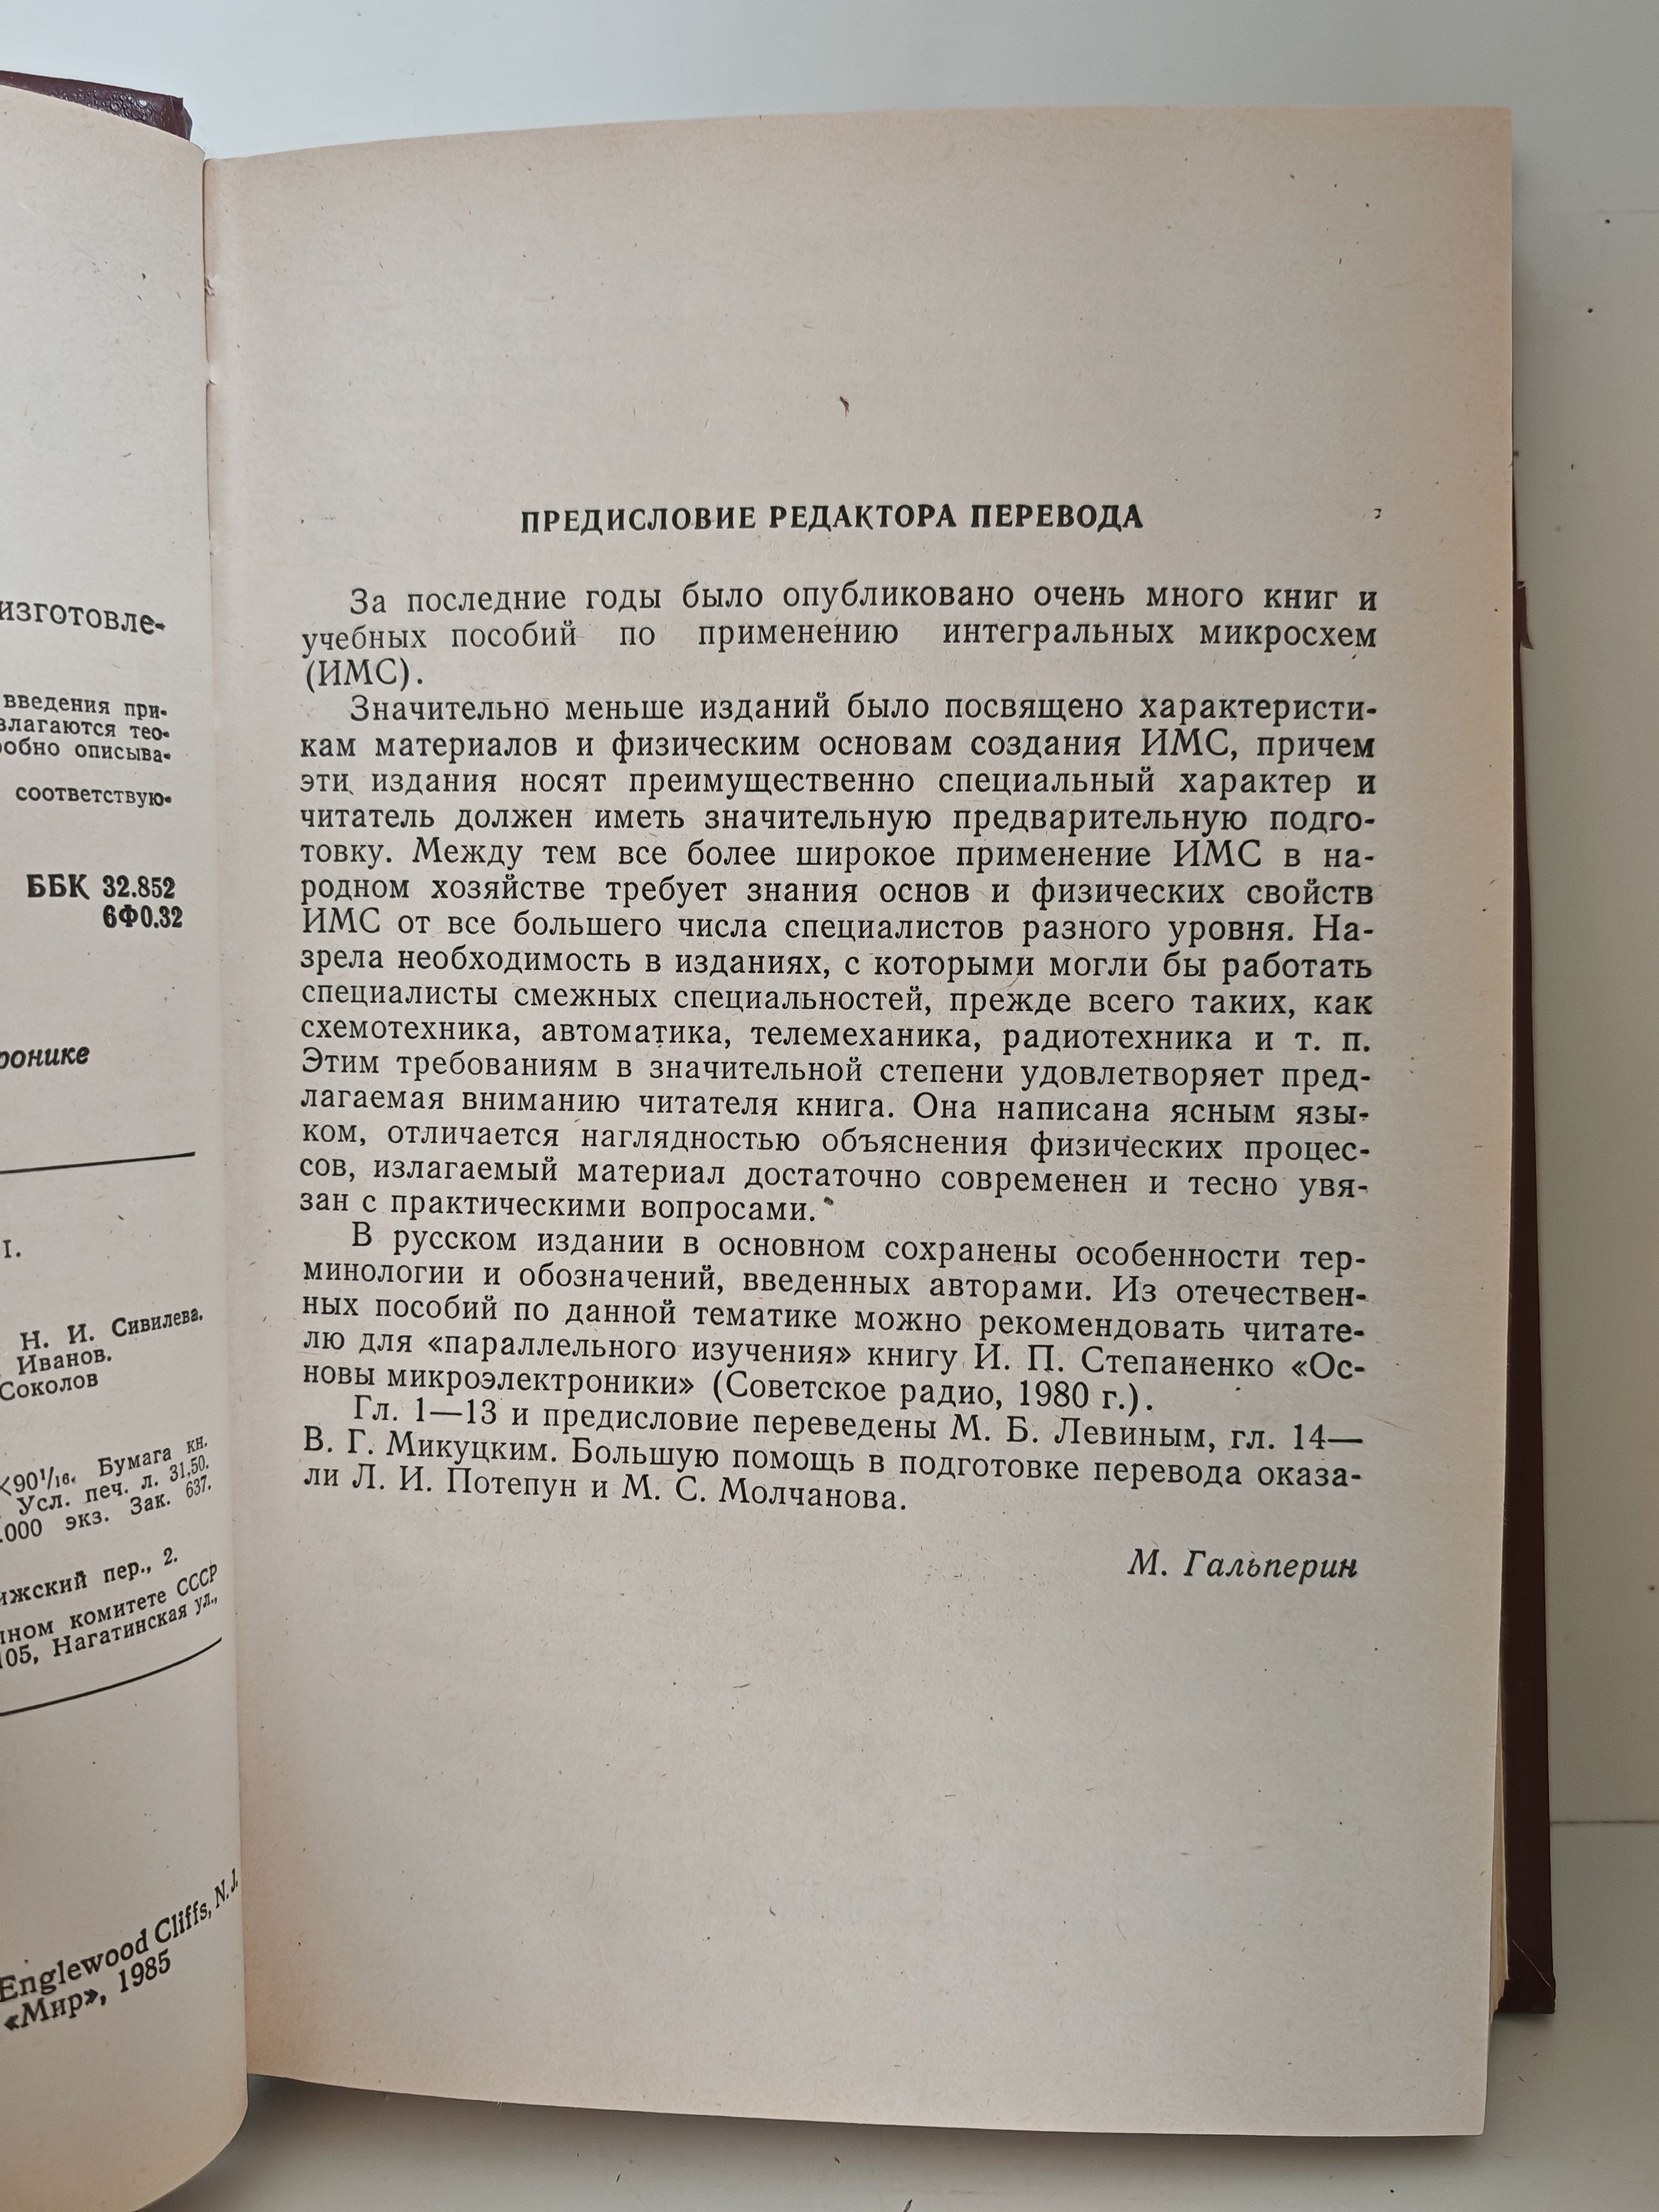 изготовле-
введения при-
злагаются тео-
робно описыва-
соответствую-
ББК 32.852
6Ф0.32
ронике
1.
Н. И. Сивилева.
Иванов.
Соколов
×90¹/₁₆. Бумага кн.
Усл. печ. л. 31,50.
.000 экз. Зак. 637.
ижский пер., 2.
ном комитете СССР
105, Нагатинская ул.,
Englewood Cliffs, N. J.
«Мир», 1985
ПРЕДИСЛОВИЕ РЕДАКТОРА ПЕРЕВОДА
За последние годы было опубликовано очень много книг и
учебных пособий по применению интегральных микросхем
(ИМС).
Значительно меньше изданий было посвящено характеристи-
кам материалов и физическим основам создания ИМС, причем
эти издания носят преимущественно специальный характер и
читатель должен иметь значительную предварительную подго-
товку. Между тем все более широкое применение ИМС в на-
родном хозяйстве требует знания основ и физических свойств
ИМС от все большего числа специалистов разного уровня. На-
зрела необходимость в изданиях, с которыми могли бы работать
специалисты смежных специальностей, прежде всего таких, как
схемотехника, автоматика, телемеханика, радиотехника и т. п.
Этим требованиям в значительной степени удовлетворяет пред-
лагаемая вниманию читателя книга. Она написана ясным язы-
ком, отличается наглядностью объяснения физических процес-
сов, излагаемый материал достаточно современен и тесно увя-
зан с практическими вопросами.
В русском издании в основном сохранены особенности тер-
минологии и обозначений, введенных авторами. Из отечествен-
ных пособий по данной тематике можно рекомендовать читате-
лю для «параллельного изучения» книгу И. П. Степаненко «Ос-
новы микроэлектроники» (Советское радио, 1980 г.).
Гл. 1—13 и предисловие переведены М. Б. Левиным, гл. 14—
В. Г. Микуцким. Большую помощь в подготовке перевода оказа-
ли Л. И. Потепун и М. С. Молчанова.
М. Гальперин